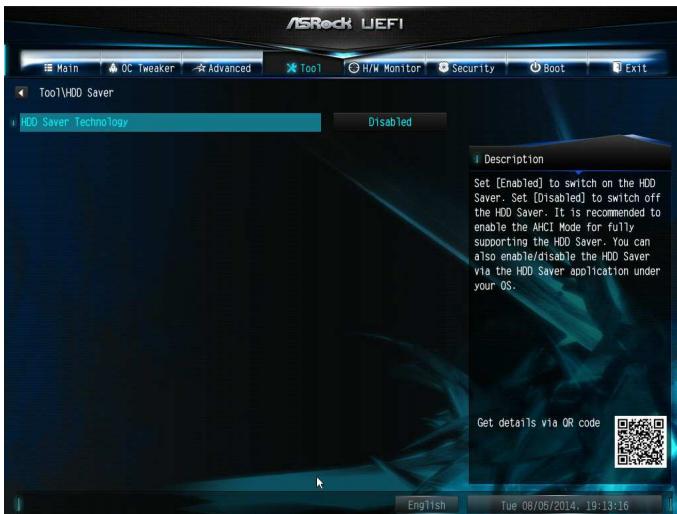 ASRock UEFI
Main OC Tweaker Advanced Tool H/W Monitor Security Boot Exit
Tool\HDD Saver
HDD Saver Technology Disabled
Description
Set [Enabled] to switch on the HDD
Saver. Set [Disabled] to switch off
the HDD Saver. It is recommended to
enable the AHCI Mode for fully
supporting the HDD Saver. You can
also enable/disable the HDD Saver
via the HDD Saver application under
your OS.
Get details via QR code
English Tue 08/05/2014. 19:13:16